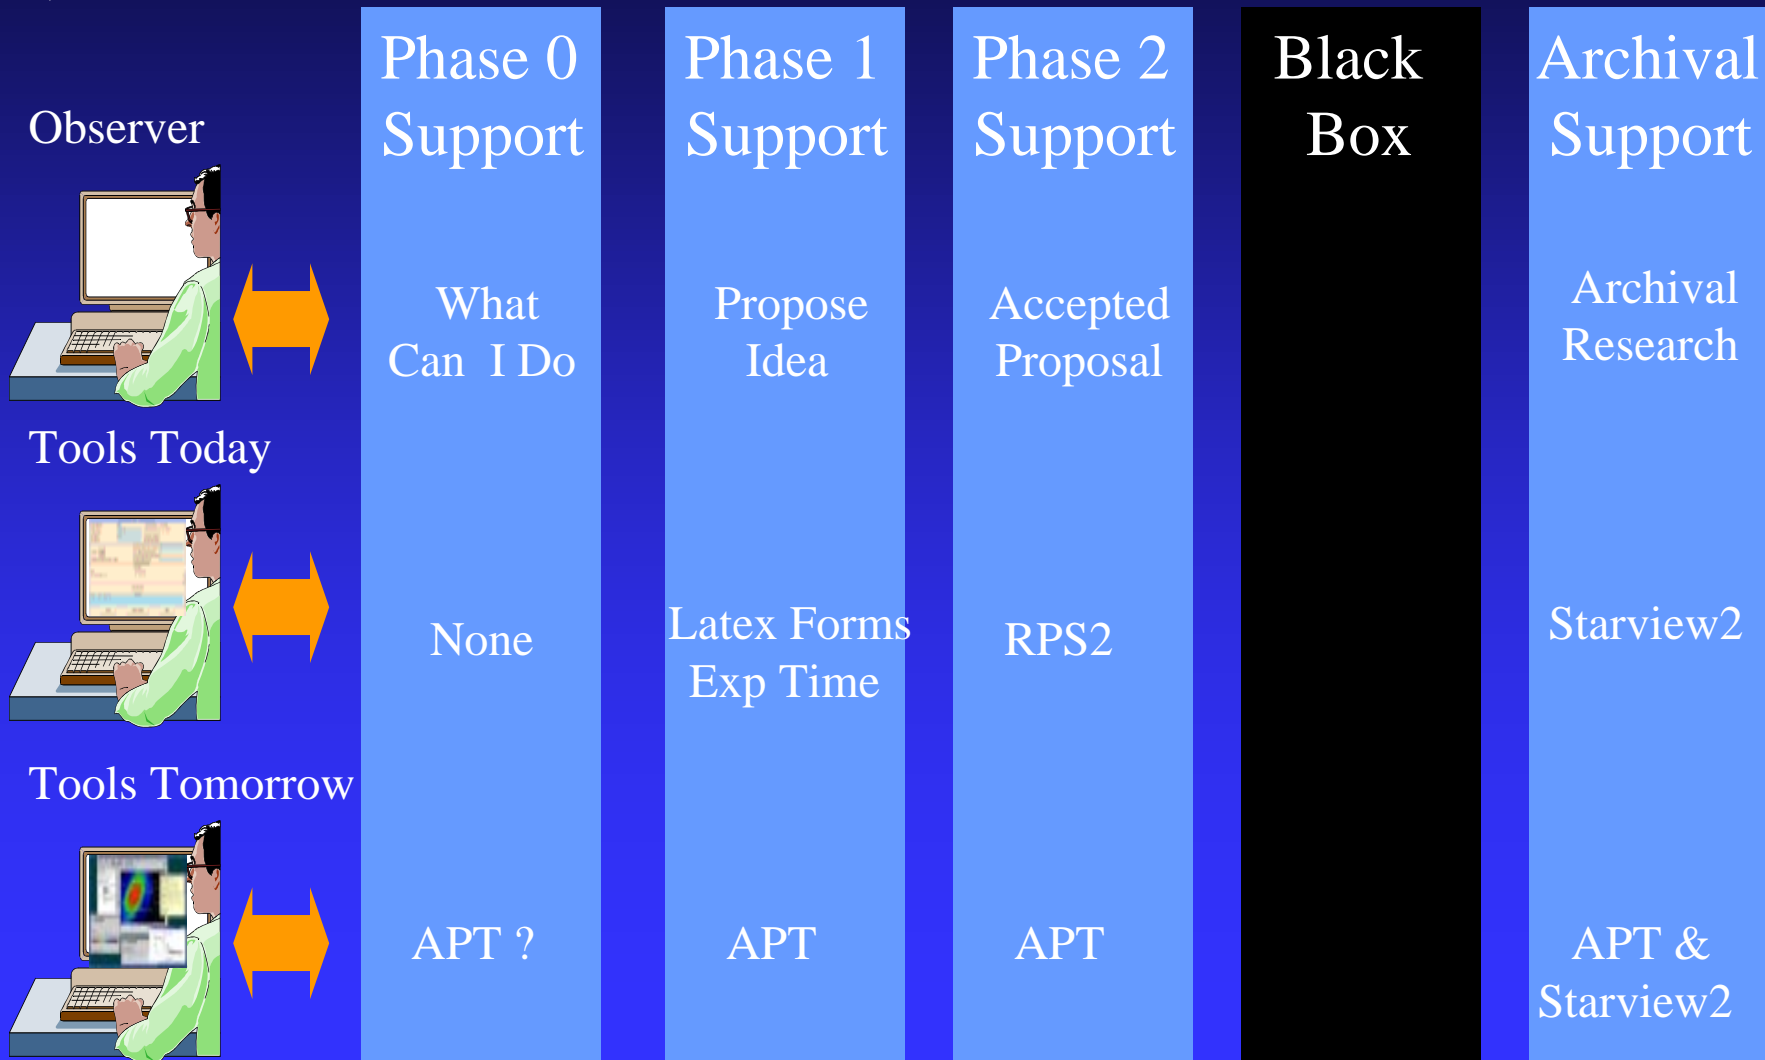 Phase 0
Support
Phase 1
Support
Phase 2
Support
Black
Box
Archival
Support
Observer
What
Can I Do
Propose
Idea
Accepted
Proposal
Archival
Research
Tools Today
None
Latex Forms
Exp Time
RPS2
Starview2
Tools Tomorrow
APT ?
APT
APT
APT &
Starview2